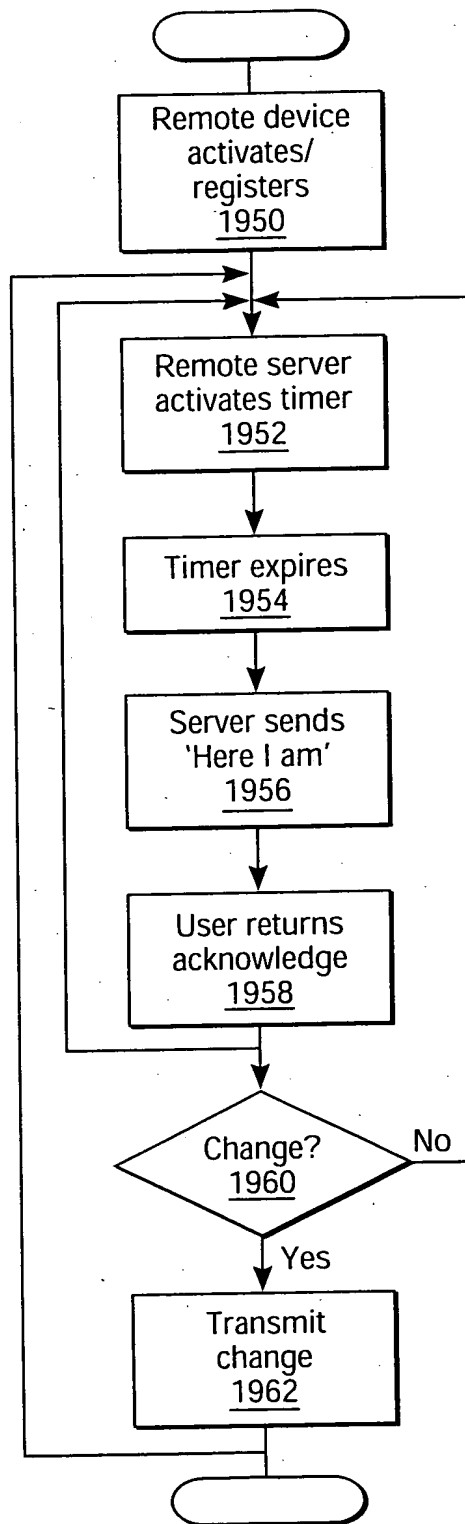 Remote device
activates/
registers
1950
Remote server
activates timer
1952
Timer expires
1954
Server sends
'Here I am'
1956
User returns
acknowledge
1958
Change?
1960
No
Yes
Transmit
change
1962